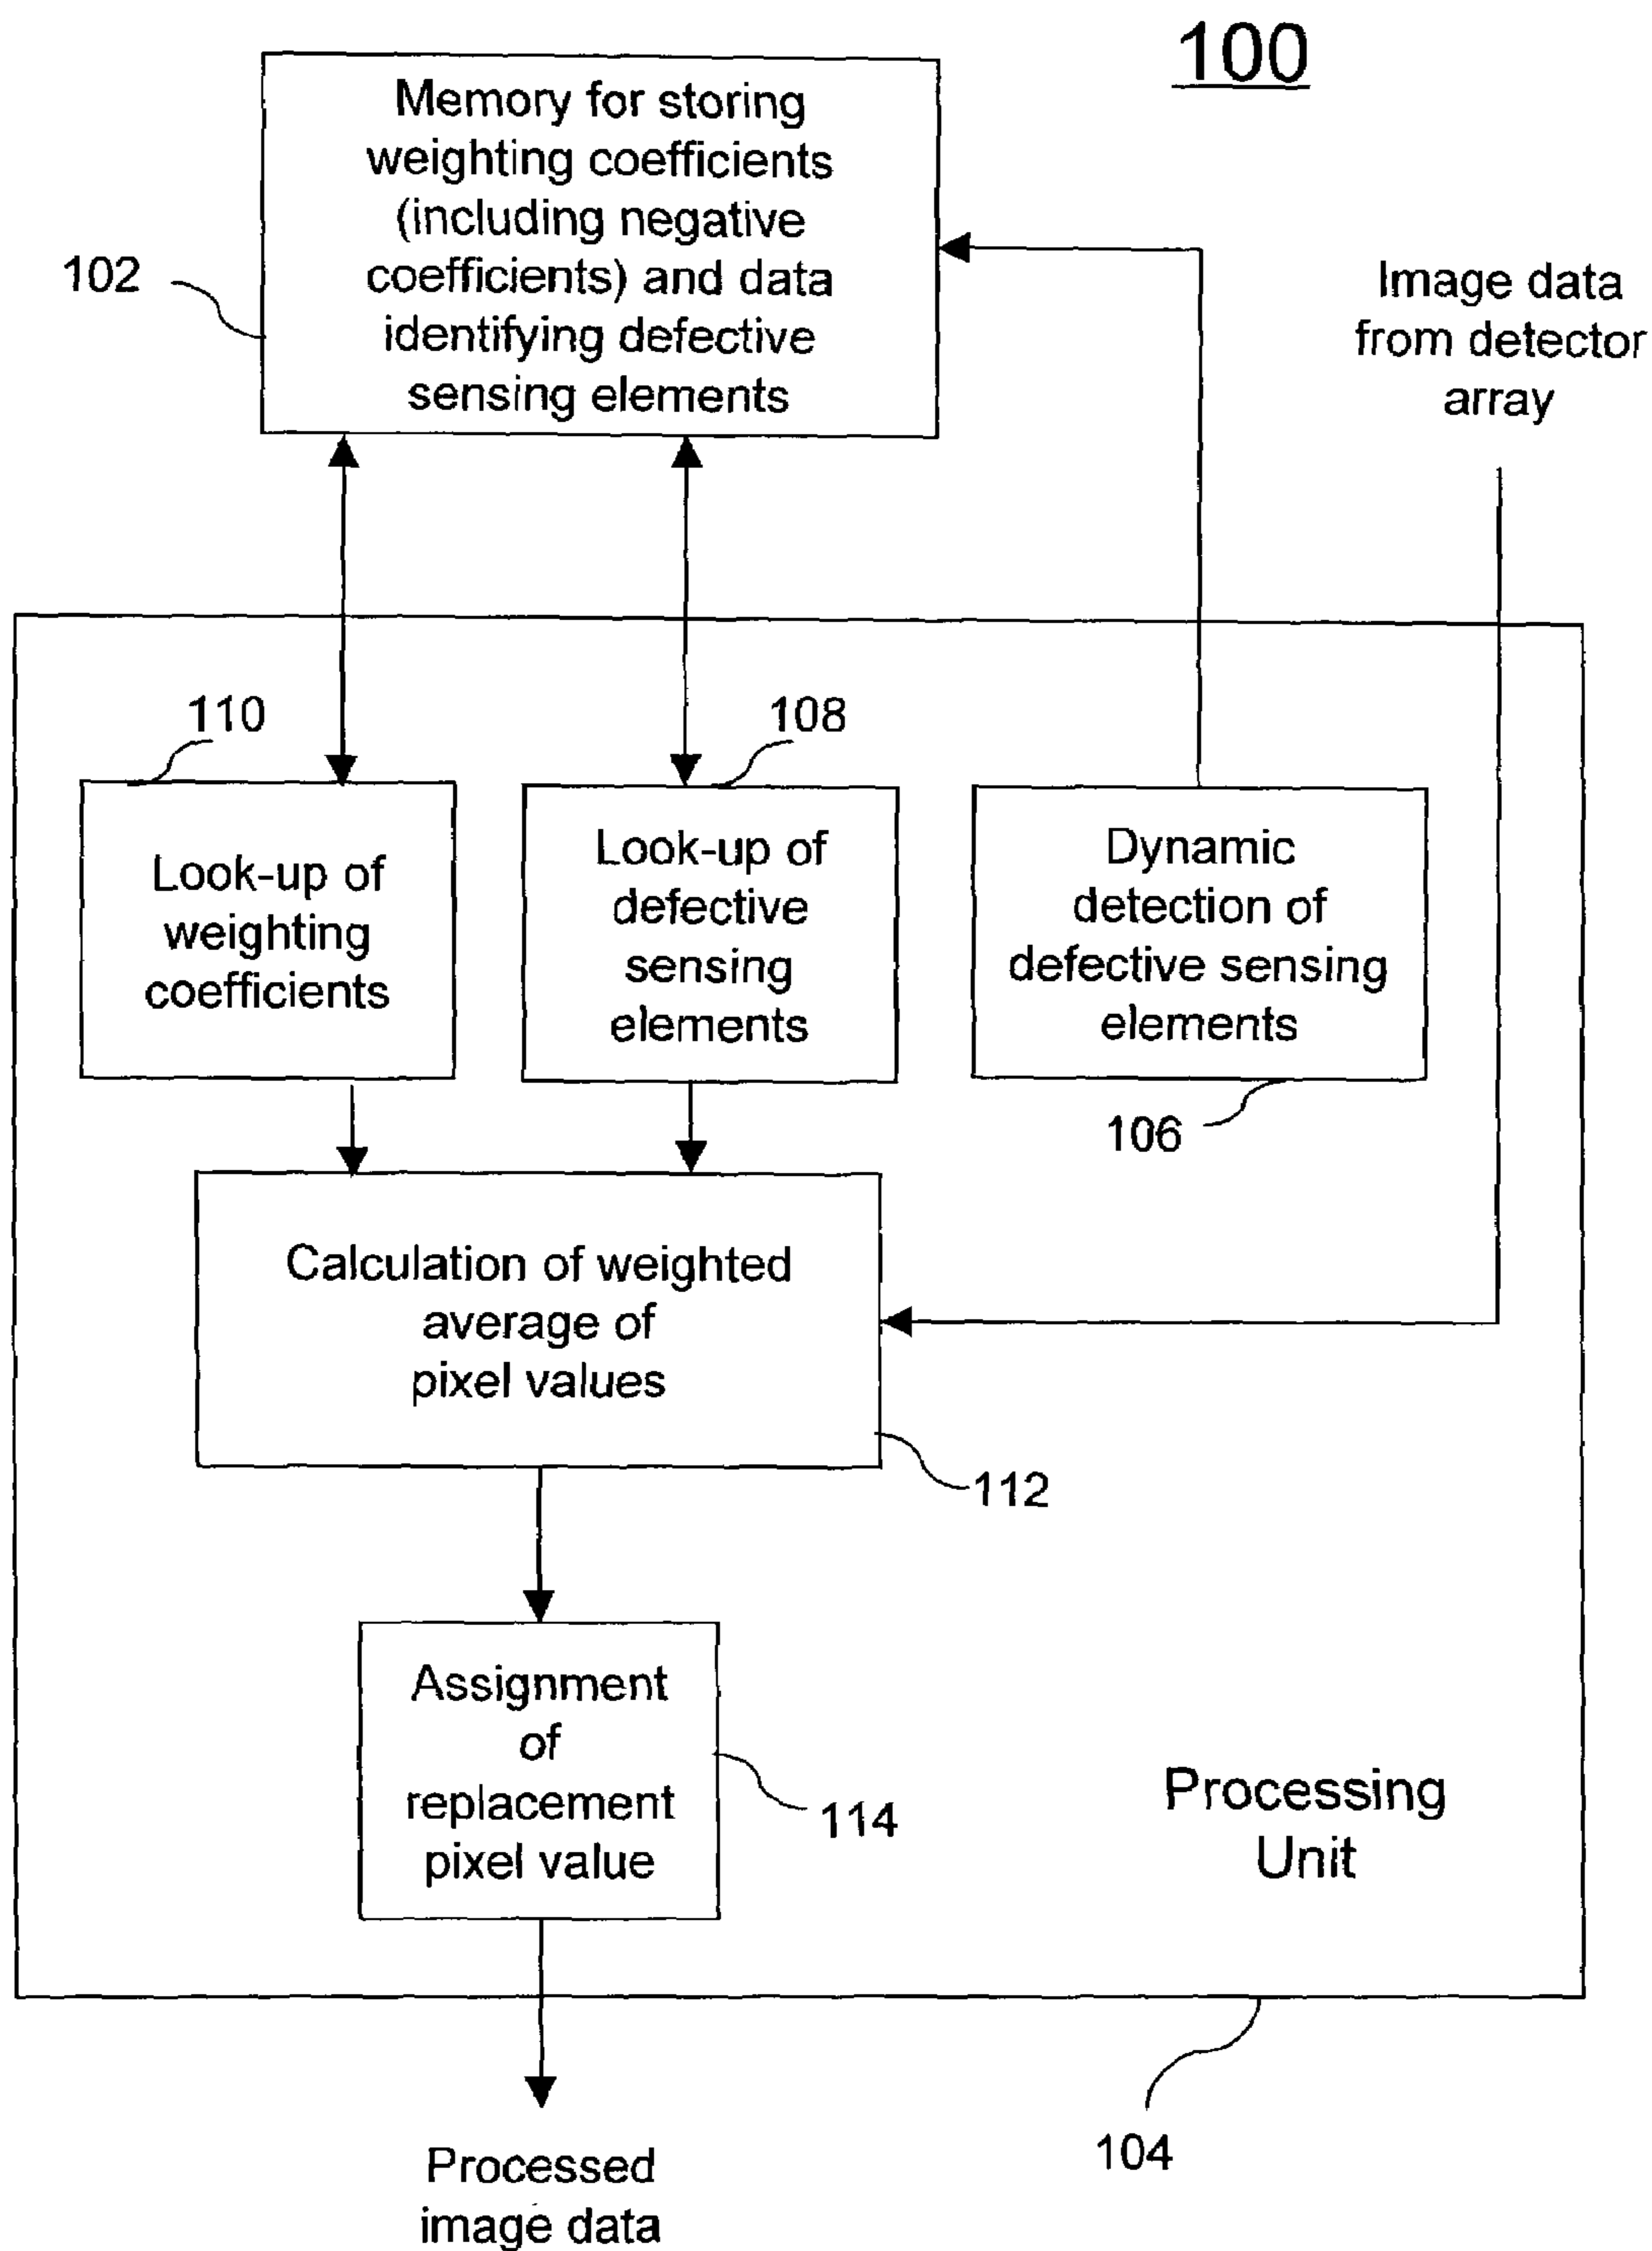 100
Memory for storing
weighting coefficients
(including negative
coefficients) and data
identifying defective
sensing elements
102
Image data
from detector
array
110
108
Look-up of
weighting
coefficients
Look-up of
defective
sensing
elements
Dynamic
detection of
defective sensing
elements
106
Calculation of weighted
average of
pixel values
112
Assignment
of
replacement
pixel value
114
Processing
Unit
104
Processed
image data